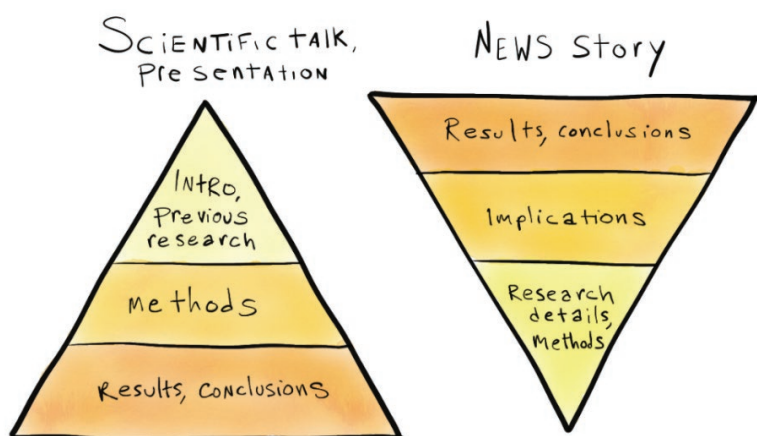 SCIENTIFIC TALK,
PRESENTATION
INTRO,
Previous
research
Methods
Results, conclusions
NEWS Story
Results, conclusions
Implications
Research
details,
Methods